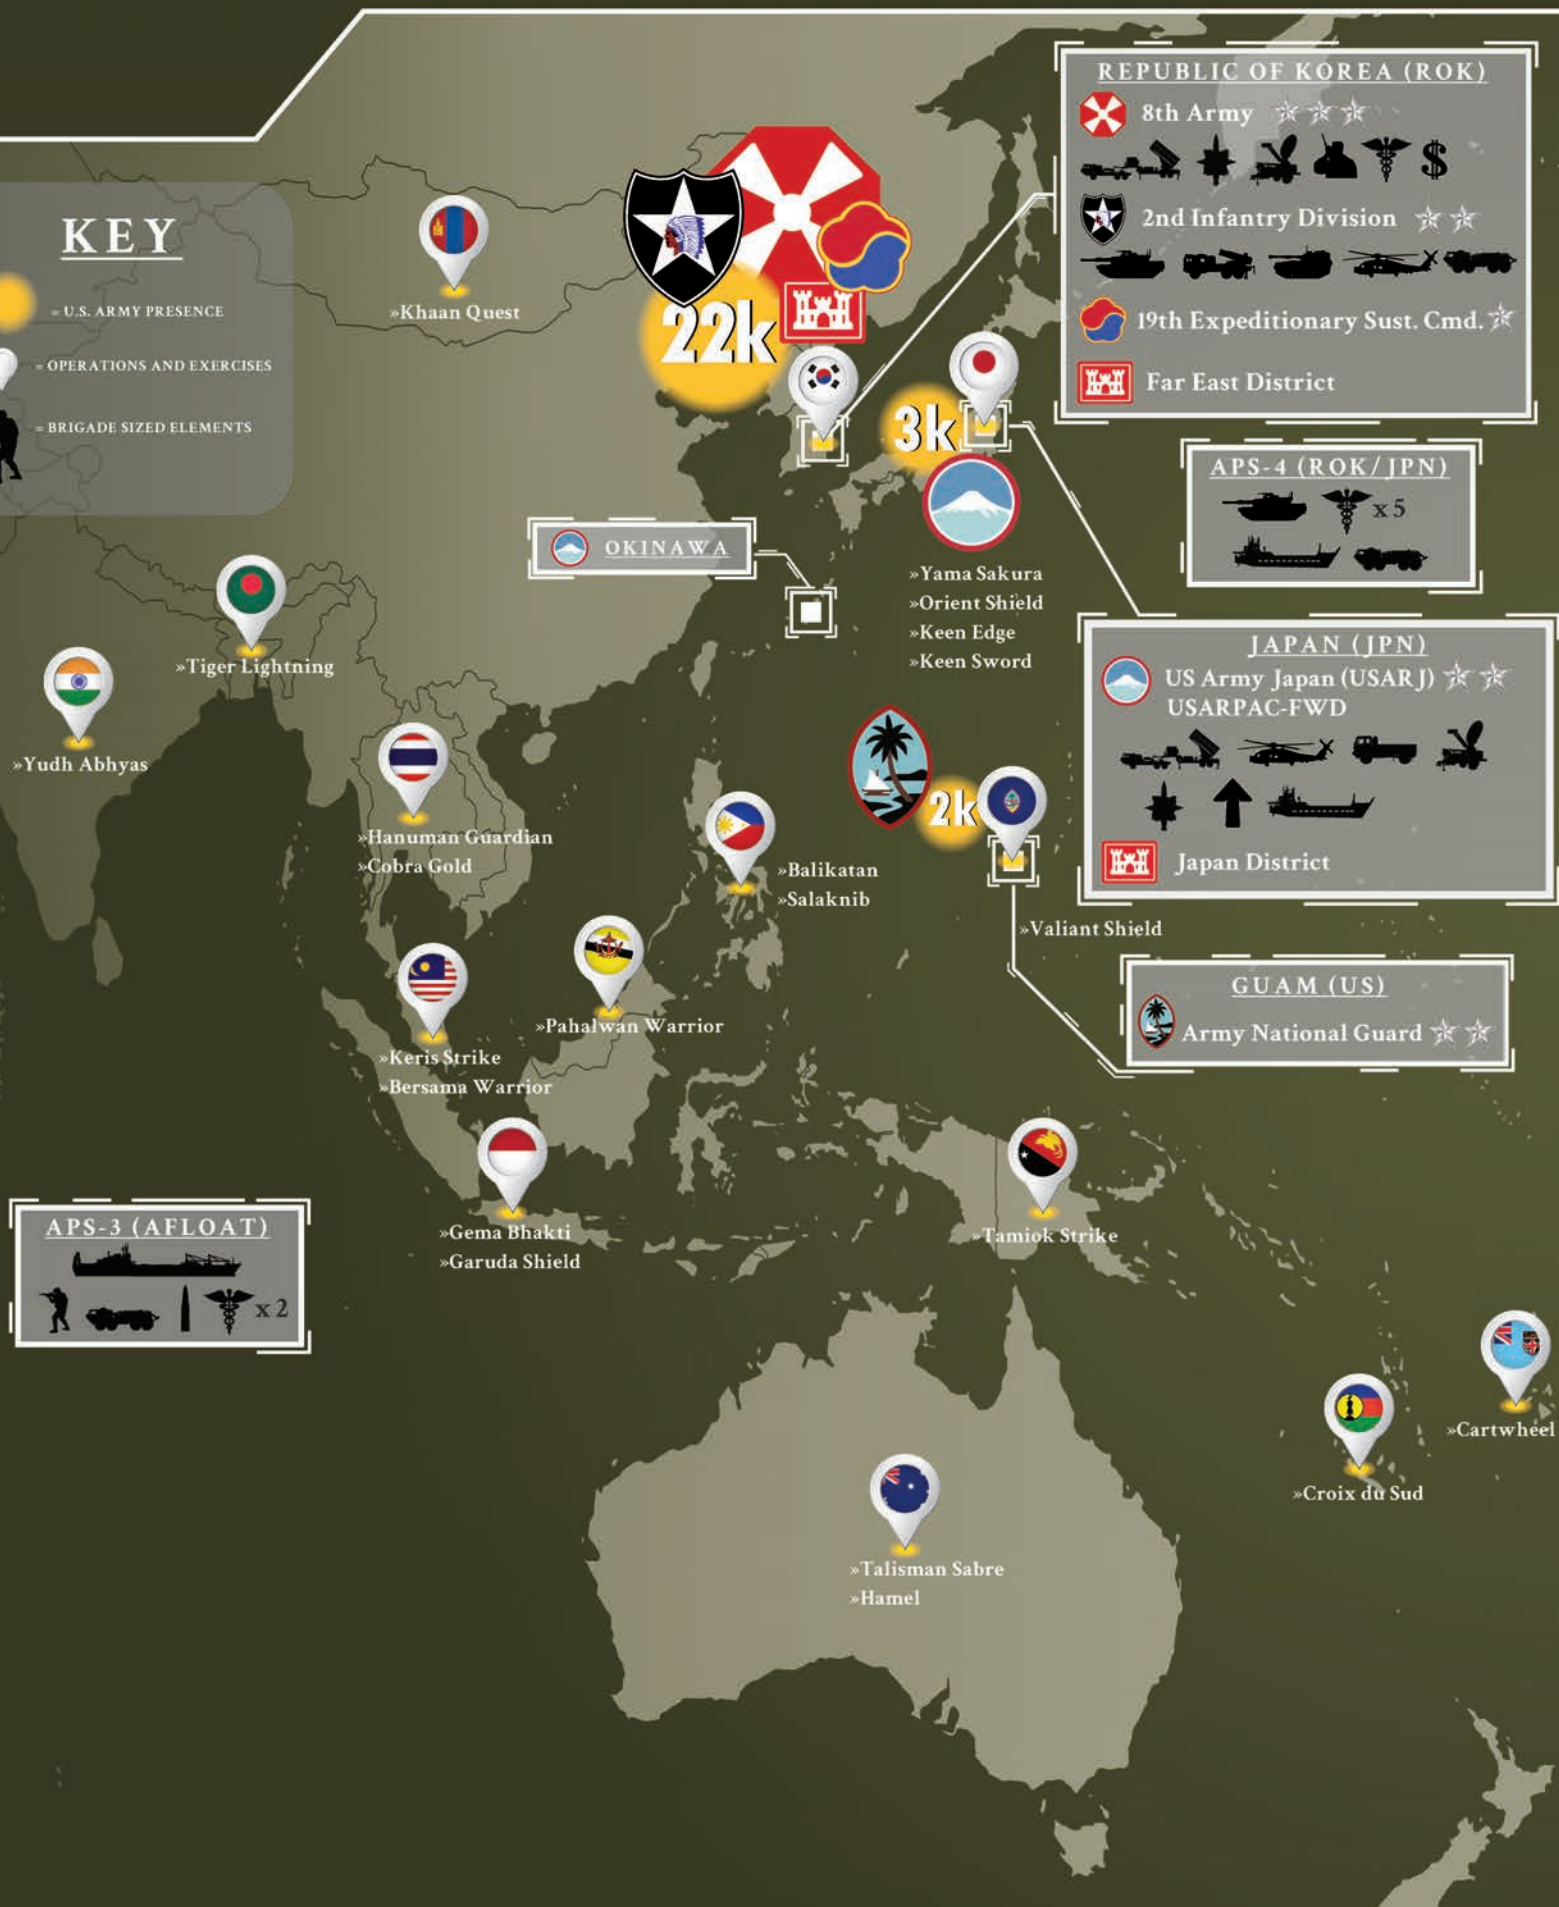 REPUBLIC OF KOREA (ROK)
8th Army
$
2nd Infantry Division
19th Expeditionary Sust. Cmd.
Far East District
KEY
= U.S. ARMY PRESENCE
= OPERATIONS AND EXERCISES
= BRIGADE SIZED ELEMENTS
»Khaan Quest
22k
3k
APS-4 (ROK/JPN)
x 5
OKINAWA
»Yama Sakura
»Orient Shield
»Keen Edge
»Keen Sword
JAPAN (JPN)
US Army Japan (USARJ)
USARPAC-FWD
Japan District
»Tiger Lightning
»Yudh Abhyas
»Hanuman Guardian
»Cobra Gold
2k
»Balikatan
»Salaknib
»Valiant Shield
GUAM (US)
Army National Guard
»Pahalwan Warrior
»Keris Strike
»Bersama Warrior
»Gema Bhakti
»Garuda Shield
»Tamiok Strike
APS-3 (AFLOAT)
x 2
»Cartwheel
»Croix du Sud
»Talisman Sabre
»Hamel